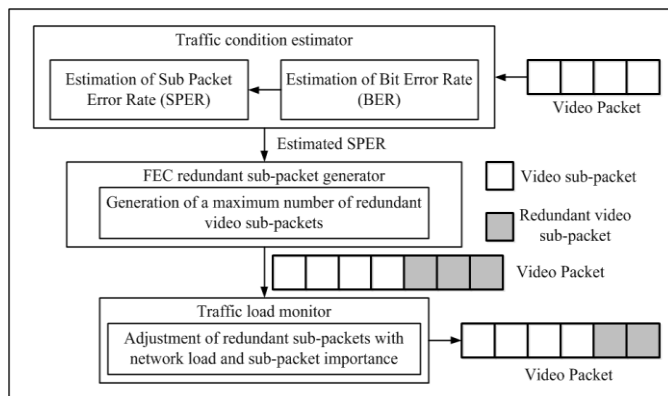 Traffic condition estimator
Estimation of Sub Packet
Error Rate (SPER)
Estimation of Bit Error Rate
(BER)
Video Packet
Estimated SPER
FEC redundant sub-packet generator
Generation of a maximum number of redundant
video sub-packets
Video sub-packet
Redundant video
sub-packet
Video Packet
Traffic load monitor
Adjustment of redundant sub-packets with
network load and sub-packet importance
Video Packet